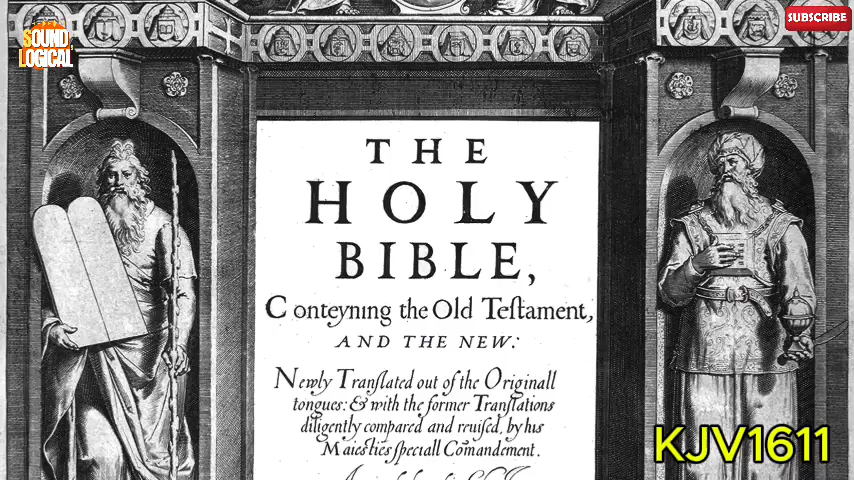 SOUND
LOGICAL
SUBSCRIBE
THE
HOLY
BIBLE,
Conteyning the Old Teſtament,
AND THE NEW:
Newly Tranſlated out of the Originall
tongues: & with the former Tranſlations
diligently compared and reuiſed, by his
Maieſties ſpeciall Cōmandement.
KJV1611